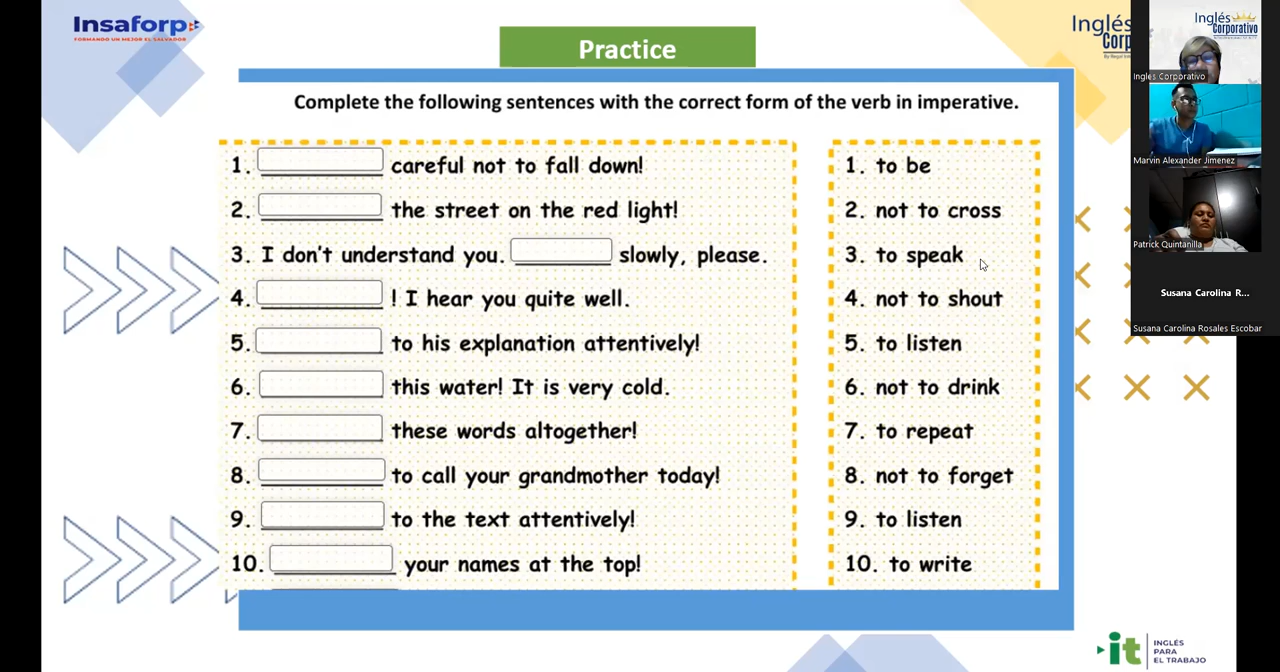 Insaforp
FORMANDO UN MEJOR EL SALVADOR
Practice
Complete the following sentences with the correct form of the verb in imperative.
1. careful not to fall down!
2. the street on the red light!
3. I don't understand you. slowly, please.
4. ! I hear you quite well.
5. to his explanation attentively!
6. this water! It is very cold.
7. these words altogether!
8. to call your grandmother today!
9. to the text attentively!
10. your names at the top!
1. to be
2. not to cross
3. to speak
4. not to shout
5. to listen
6. not to drink
7. to repeat
8. not to forget
9. to listen
10. to write
Inglés
Corp
Inglés
Corporativo
Ingles Corporativo
Marvin Alexander Jimenez
Patrick Quintanilla
Susana Carolina R...
Susana Carolina Rosales Escobar
it
INGLÉS
PARA
EL TRABAJO